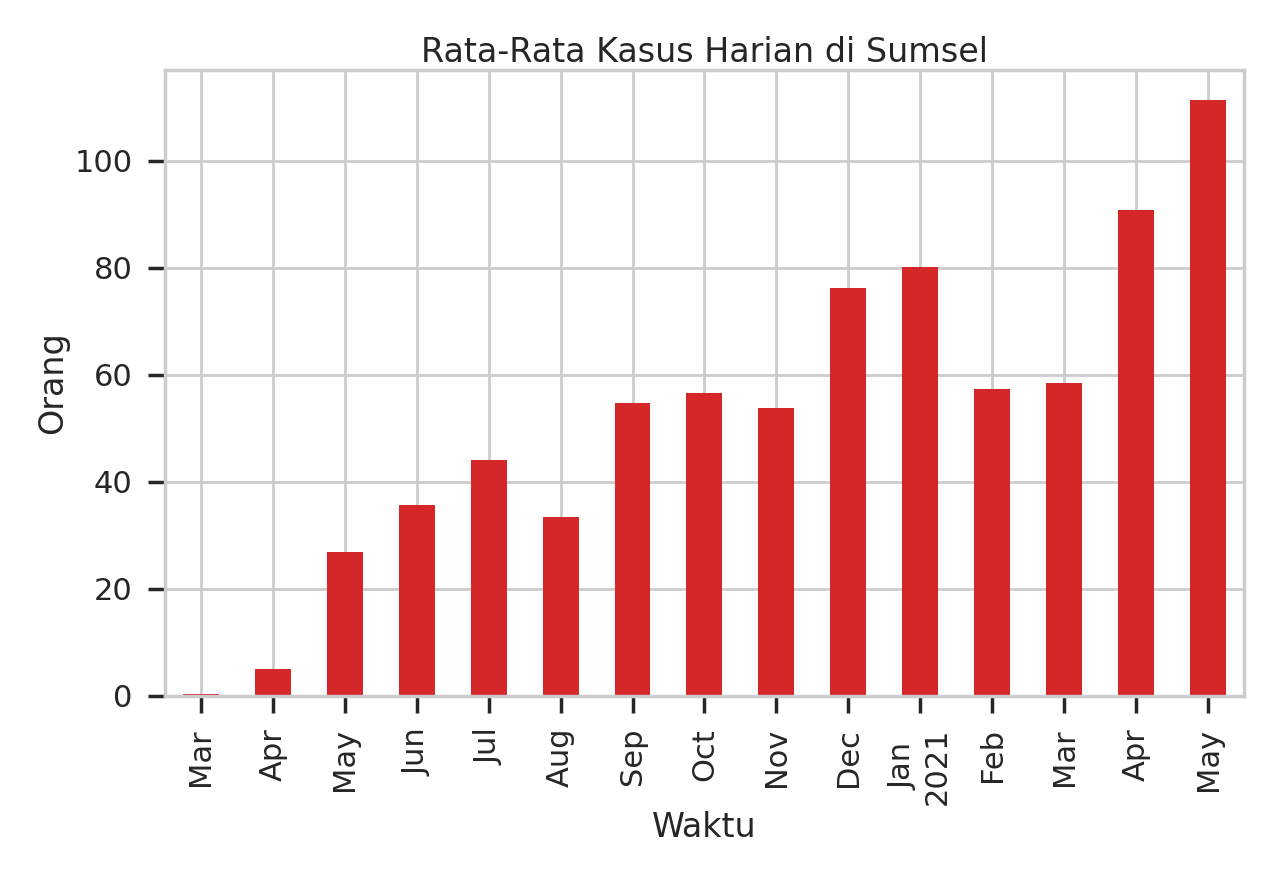 Rata-Rata Kasus Harian di Sumsel
Orang
100
80
60
40
20
0
Mar
Apr
May
Jun
Jul
Aug
Sep
Oct
Nov
Dec
Jan
2021
Feb
Mar
Apr
May
Waktu